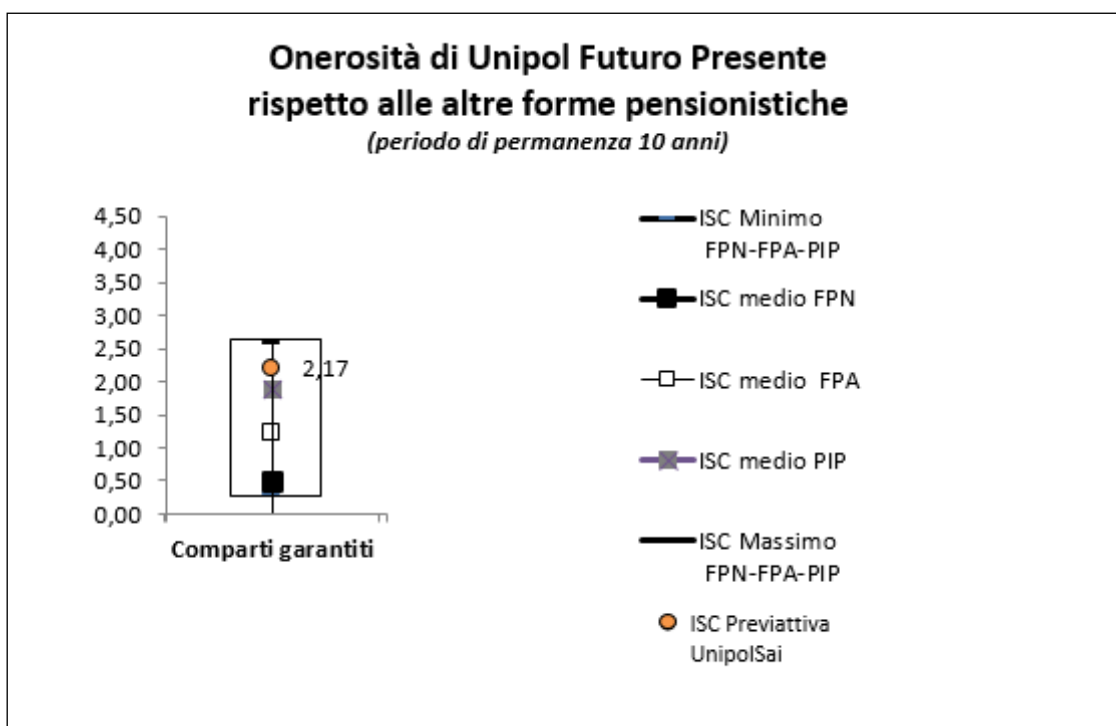 Onerosità di Unipol Futuro Presente
rispetto alle altre forme pensionistiche
(periodo di permanenza 10 anni)
4,50
4,00
3,50
3,00
2,50
2,00
1,50
1,00
0,50
0,00
2,17
Comparti garantiti
ISC Minimo
FPN-FPA-PIP
ISC medio FPN
ISC medio FPA
ISC medio PIP
ISC Massimo
FPN-FPA-PIP
ISC Previattiva
UnipolSai